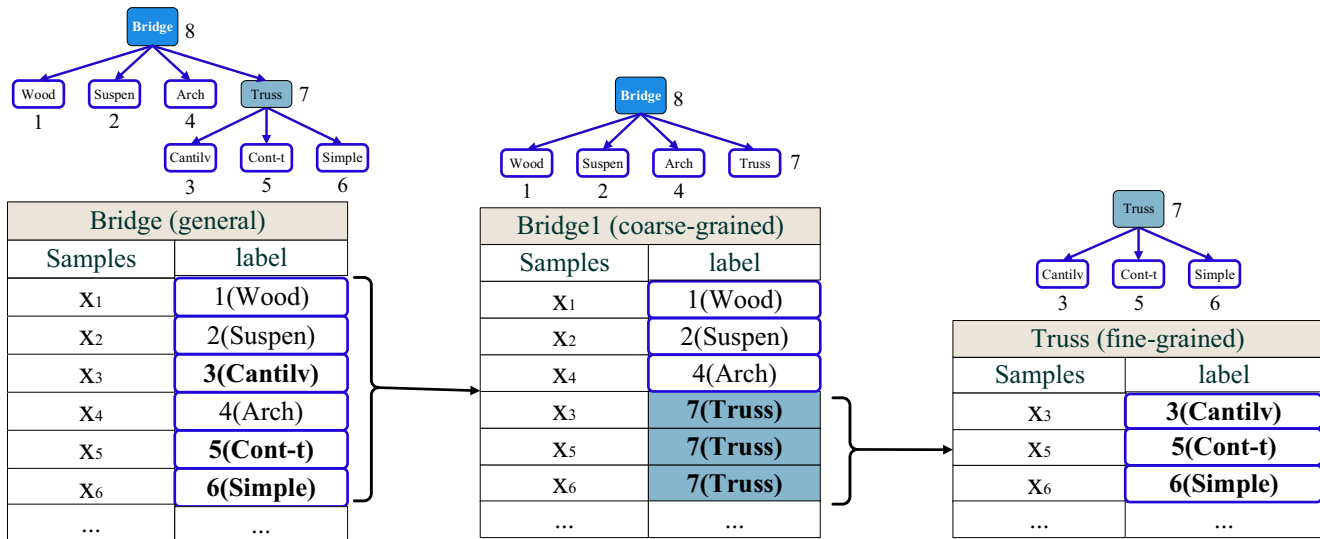 Bridge 8
Wood Suspen Arch Truss 7
1 2 4
Cantilv Cont-t Simple
3 5 6
Bridge (general)
Samples label
X1 1(Wood)
X2 2(Suspen)
X3 3(Cantilv)
X4 4(Arch)
X5 5(Cont-t)
X6 6(Simple)
... ...
Bridge 8
Wood Suspen Arch Truss 7
1 2 4
Bridge1 (coarse-grained)
Samples label
X1 1(Wood)
X2 2(Suspen)
X4 4(Arch)
X3 7(Truss)
X5 7(Truss)
X6 7(Truss)
... ...
Truss 7
Cantilv Cont-t Simple
3 5 6
Truss (fine-grained)
Samples label
X3 3(Cantilv)
X5 5(Cont-t)
X6 6(Simple)
... ...